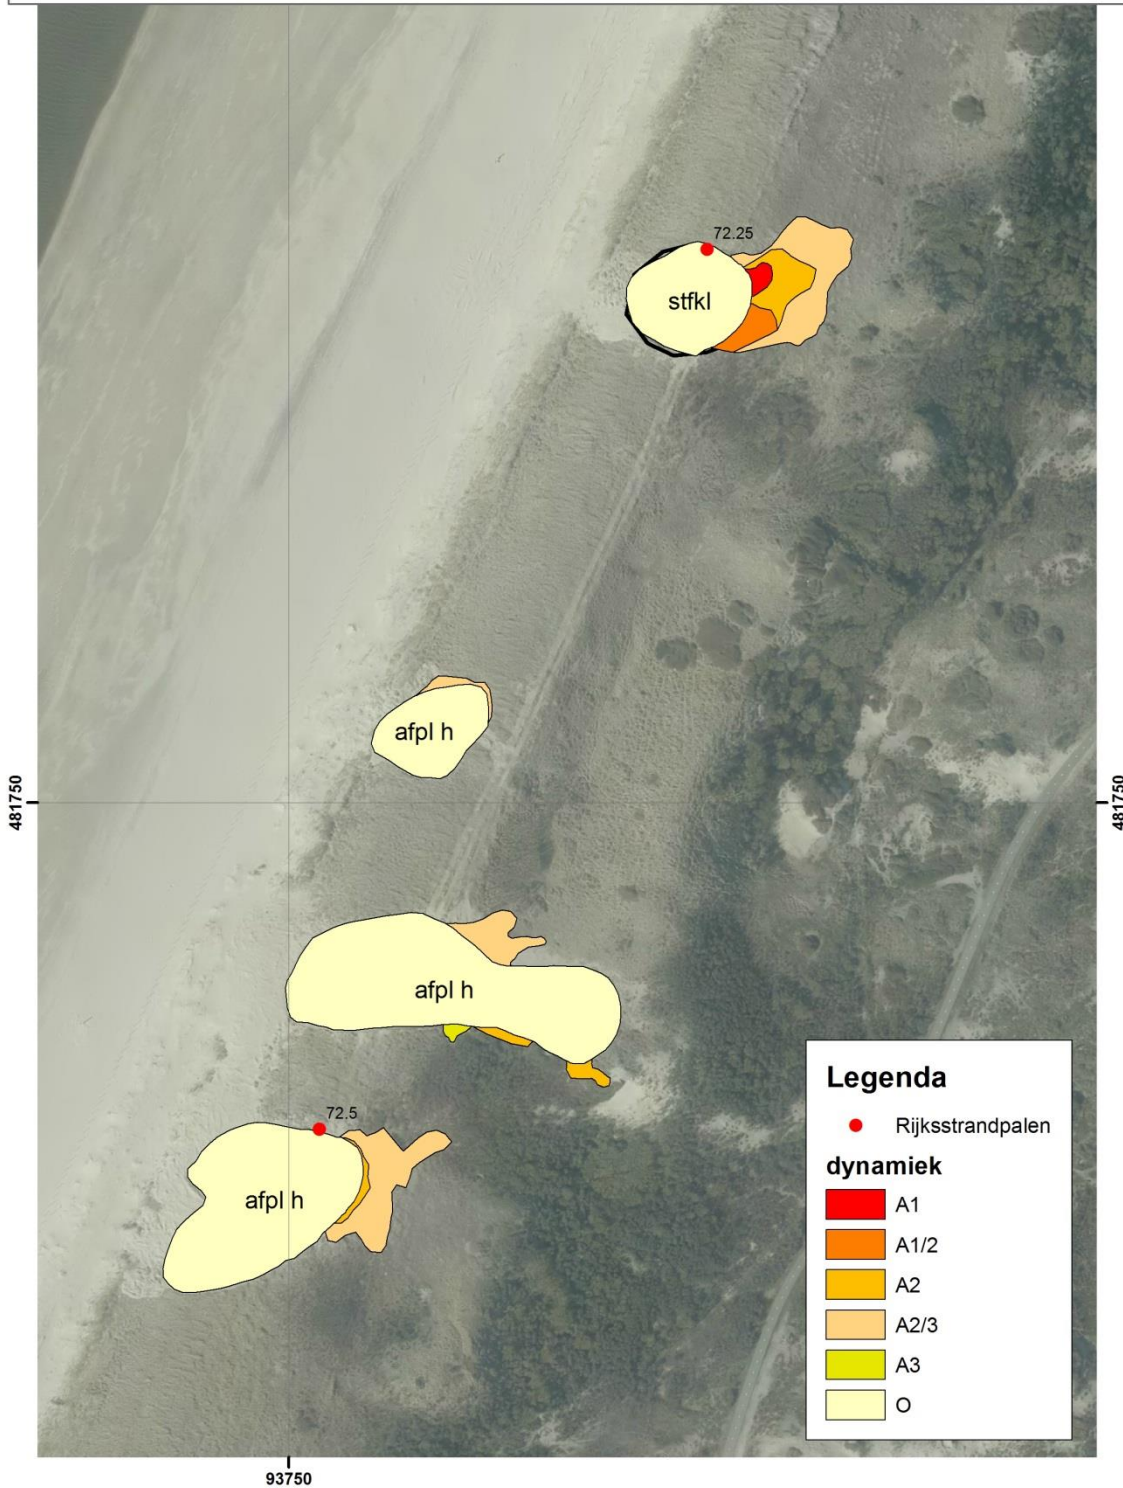 72.25
stfkl
afpl h
481750
481750
afpl h
72.5
afpl h
93750
Legenda
Rijksstrandpalen
dynamiek
A1
A1/2
A2
A2/3
A3
O